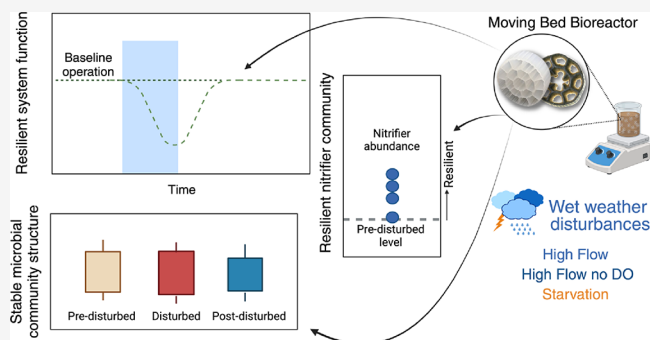 Resilient system function
Baseline
operation
Time
Stable microbial
community structure
Pre-disturbed
Disturbed
Post-disturbed
Resilient nitrifier community
Nitrifier
abundance
Resilient
Pre-disturbed
level
Moving Bed Bioreactor
Wet weather
disturbances
High Flow
High Flow no DO
Starvation